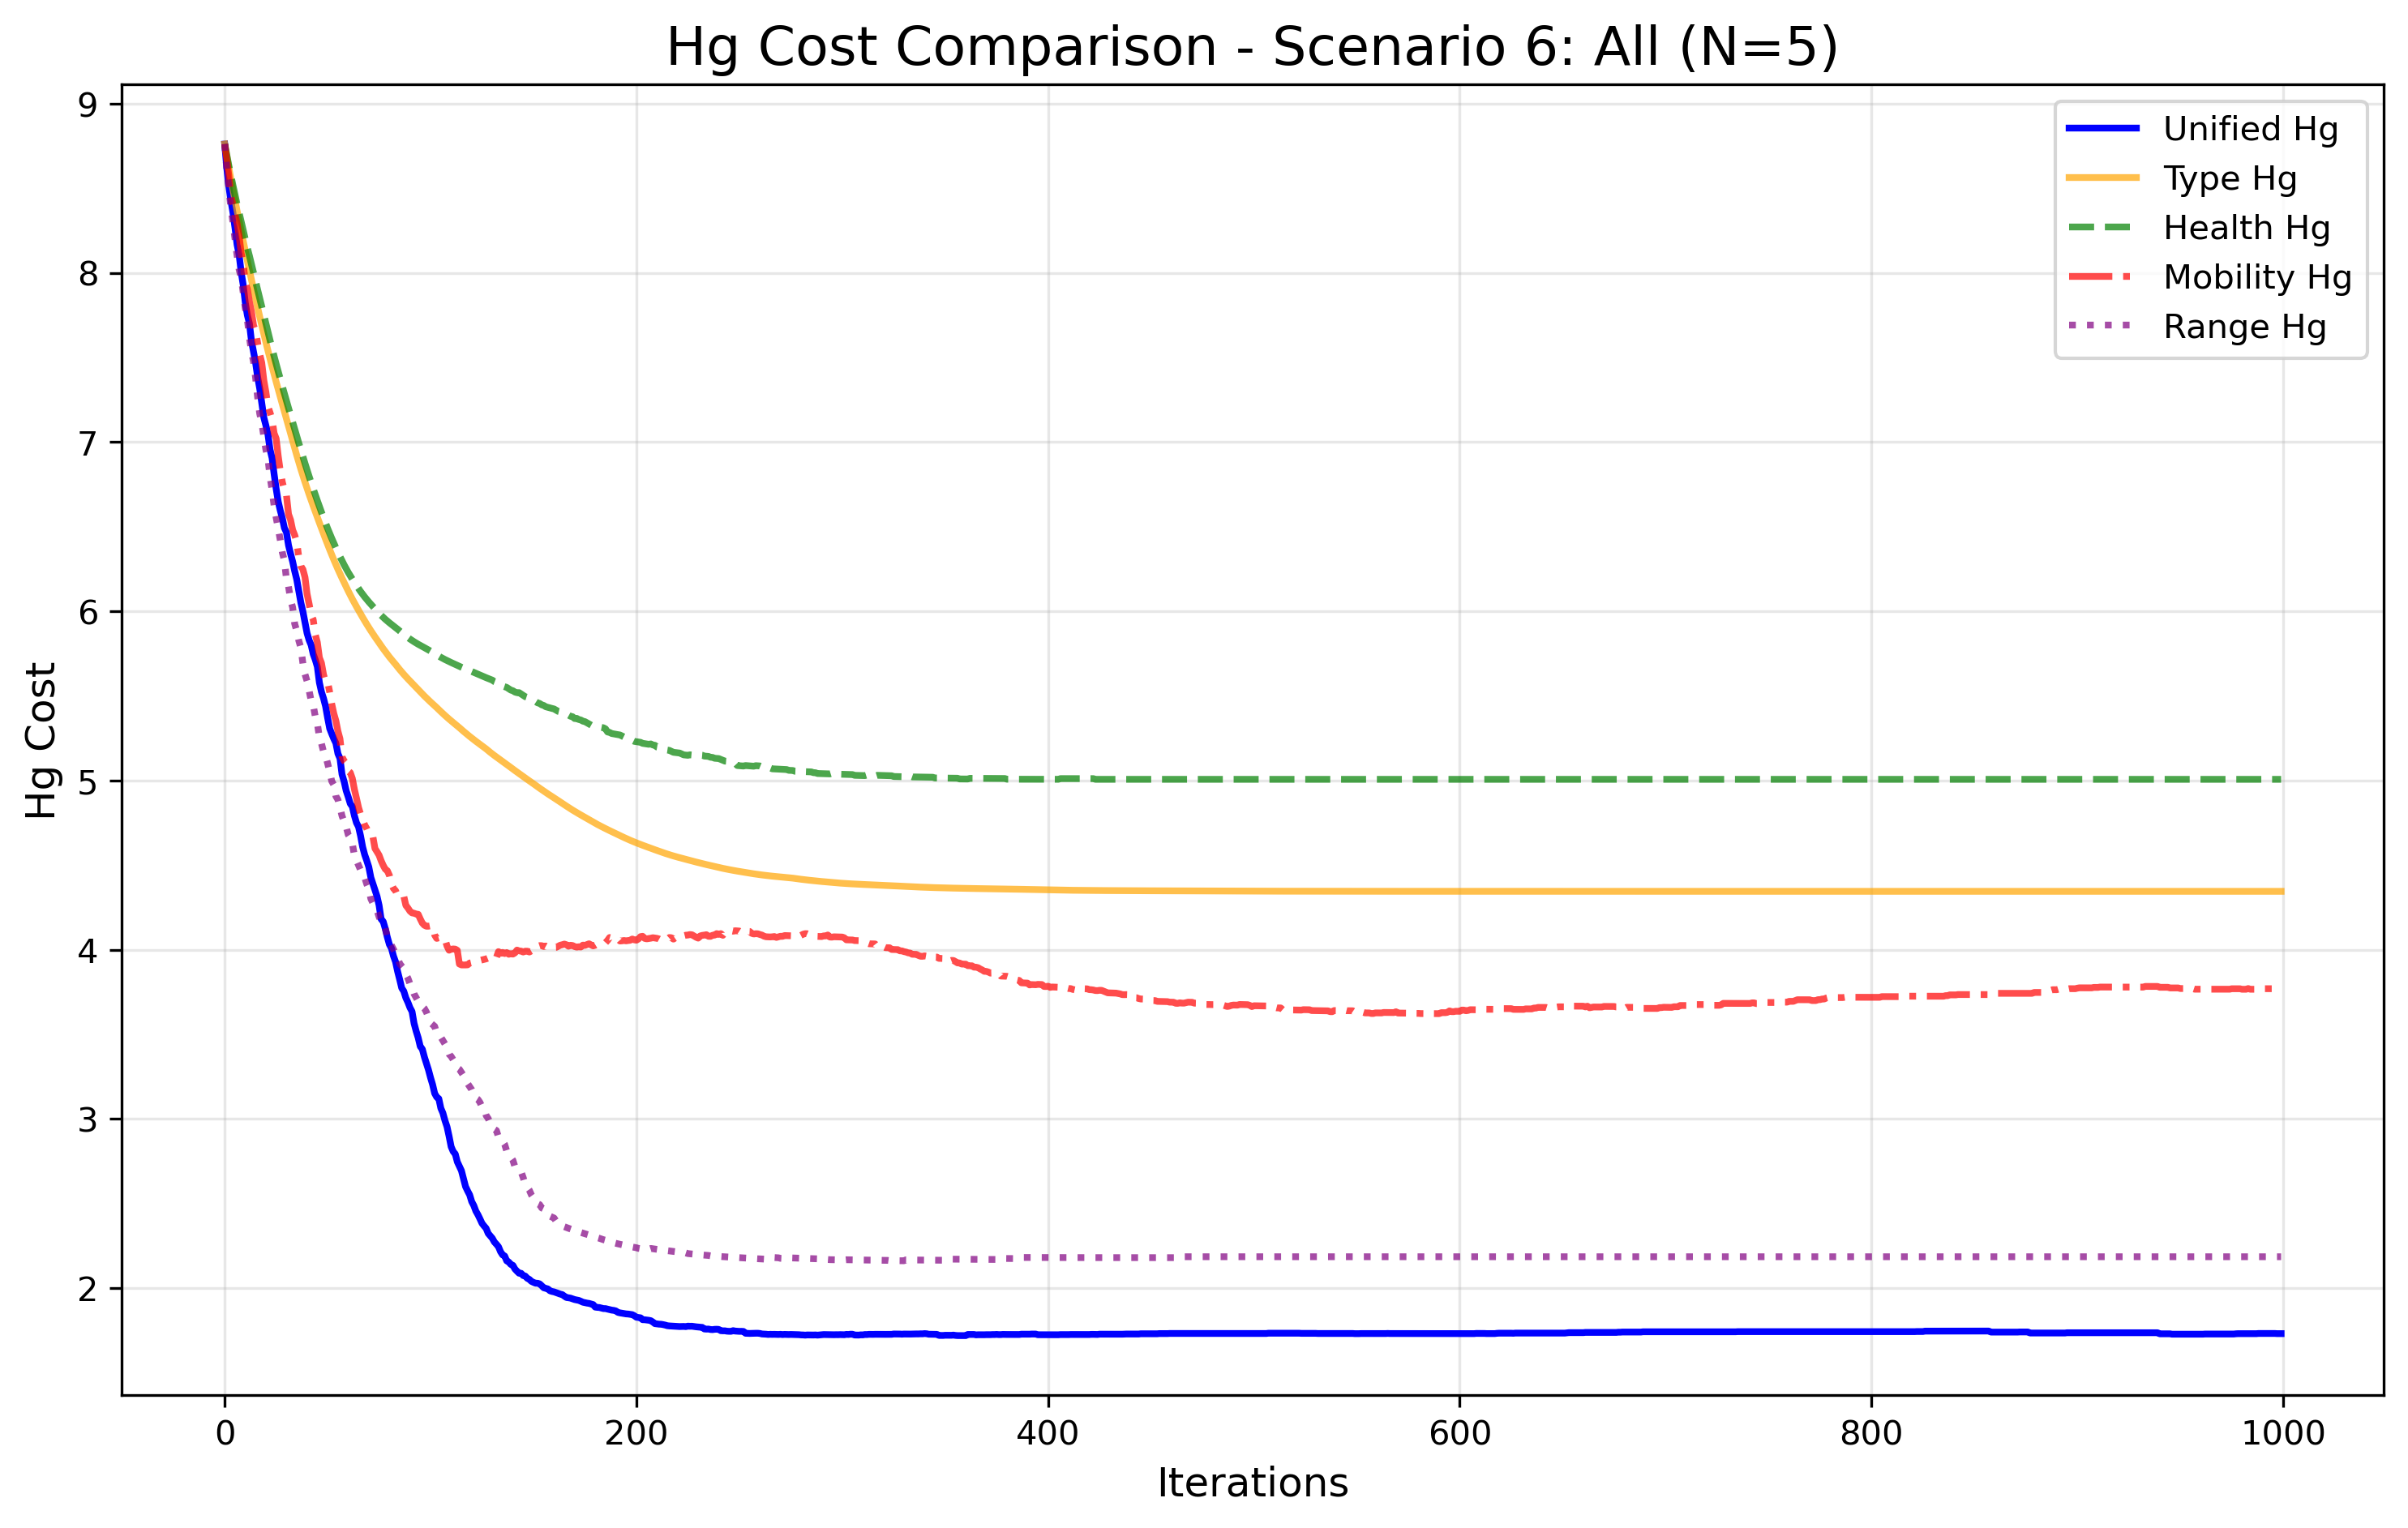 Hg Cost Comparison - Scenario 6: All (N=5)
Unified Hg
Type Hg
Health Hg
Mobility Hg
Range Hg
Hg Cost
9
8
7
6
5
4
3
2
0 200 400 600 800 1000
Iterations